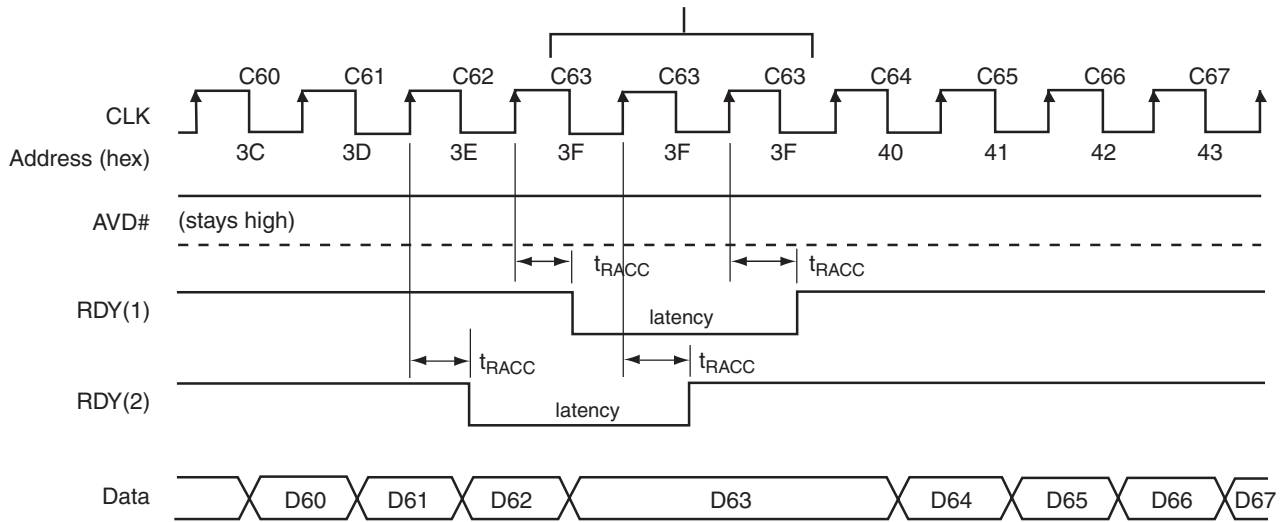 C60 C61 C62 C63 C63 C63 C64 C65 C66 C67
CLK
Address (hex) 3C 3D 3E 3F 3F 3F 40 41 42 43
AVD# (stays high)
tRACC tRACC
RDY(1) latency
tRACC tRACC
RDY(2) latency
Data D60 D61 D62 D63 D64 D65 D66 D67